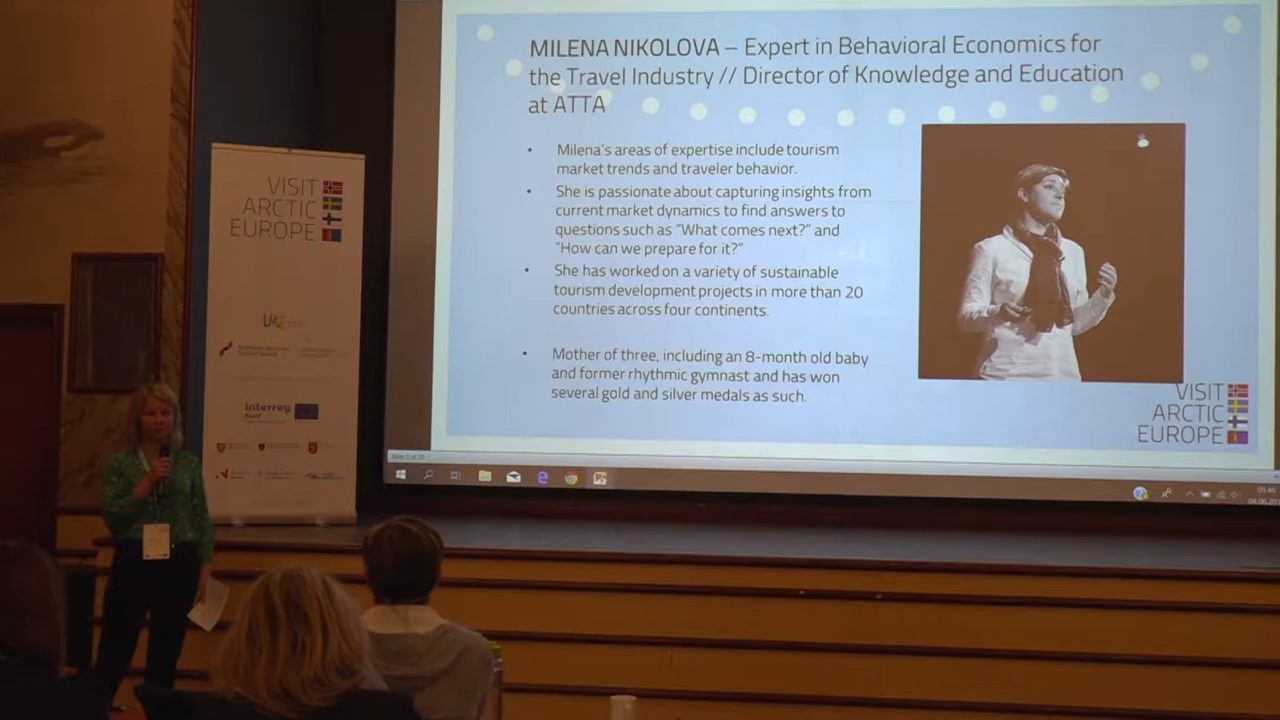 MILENA NIKOLOVA – Expert in Behavioral Economics for
the Travel Industry // Director of Knowledge and Education
at ATTA
• Milena's areas of expertise include tourism
market trends and traveler behavior.
• She is passionate about capturing insights from
current market dynamics to find answers to
questions such as "What comes next?" and
"How can we prepare for it?"
• She has worked on a variety of sustainable
tourism development projects in more than 20
countries across four continents.
• Mother of three, including an 8-month old baby
and former rhythmic gymnast and has won
several gold and silver medals as such.
VISIT
ARCTIC
EUROPE
05:46
VISIT
ARCTIC
EUROPE
Interreg